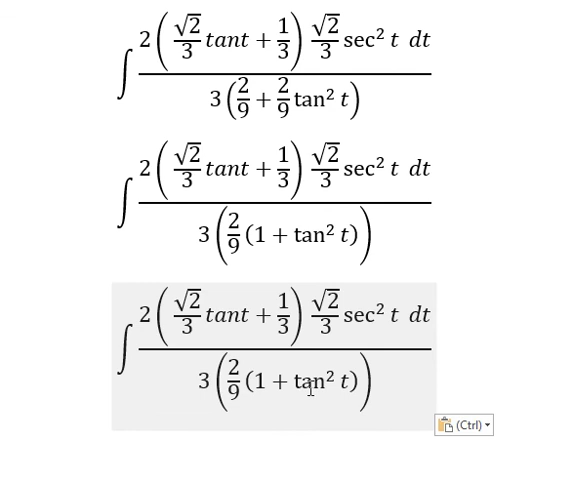 ∫ 2(√2/3 tant + 1/3) √2/3 sec² t dt / 3(2/9 + 2/9 tan² t)
∫ 2(√2/3 tant + 1/3) √2/3 sec² t dt / 3(2/9 (1 + tan² t))
∫ 2(√2/3 tant + 1/3) √2/3 sec² t dt / 3(2/9 (1 + tan² t))
(Ctrl)